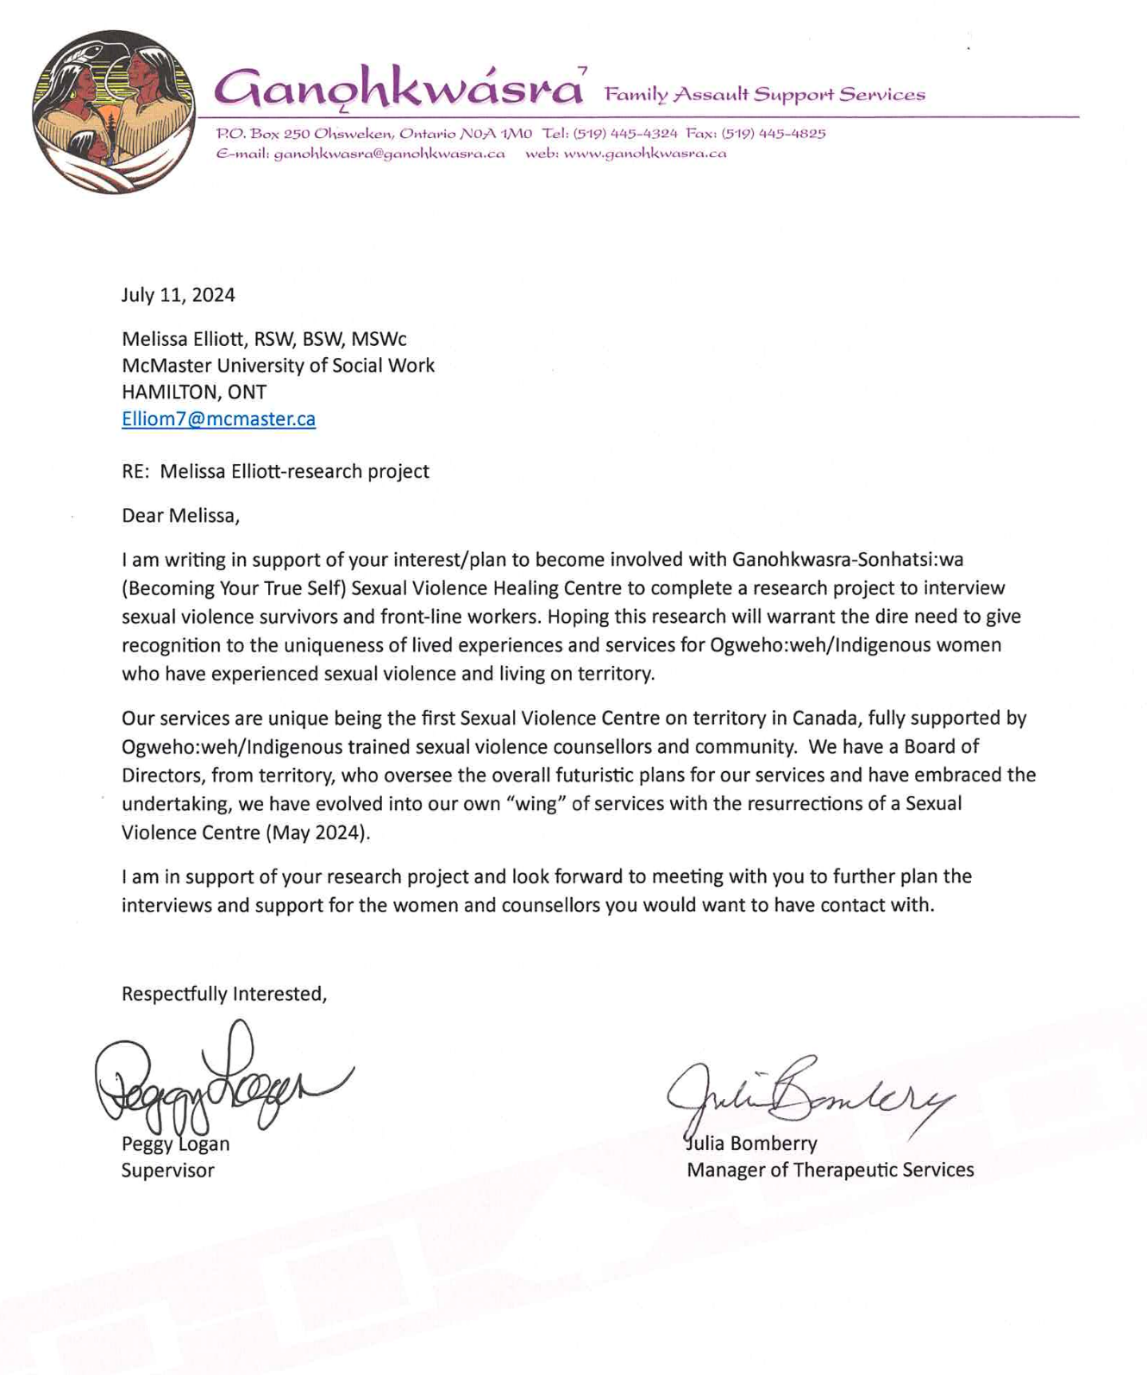 Ganǫhkwásra⁷ Family Assault Support Services
P.O. Box 250 Ohsweken, Ontario N0A 1M0 Tel: (519) 445-4324 Fax: (519) 445-4825
E-mail: ganohkwasra@ganohkwasra.ca web: www.ganohkwasra.ca
July 11, 2024
Melissa Elliott, RSW, BSW, MSWc
McMaster University of Social Work
HAMILTON, ONT
Elliom7@mcmaster.ca
RE: Melissa Elliott-research project
Dear Melissa,
I am writing in support of your interest/plan to become involved with Ganohkwasra-Sonhatsi:wa
(Becoming Your True Self) Sexual Violence Healing Centre to complete a research project to interview
sexual violence survivors and front-line workers. Hoping this research will warrant the dire need to give
recognition to the uniqueness of lived experiences and services for Ogweho:weh/Indigenous women
who have experienced sexual violence and living on territory.
Our services are unique being the first Sexual Violence Centre on territory in Canada, fully supported by
Ogweho:weh/Indigenous trained sexual violence counsellors and community. We have a Board of
Directors, from territory, who oversee the overall futuristic plans for our services and have embraced the
undertaking, we have evolved into our own “wing” of services with the resurrections of a Sexual
Violence Centre (May 2024).
I am in support of your research project and look forward to meeting with you to further plan the
interviews and support for the women and counsellors you would want to have contact with.
Respectfully Interested,
Peggy Logan
Julia Bomberry
Peggy Logan
Julia Bomberry
Supervisor
Manager of Therapeutic Services